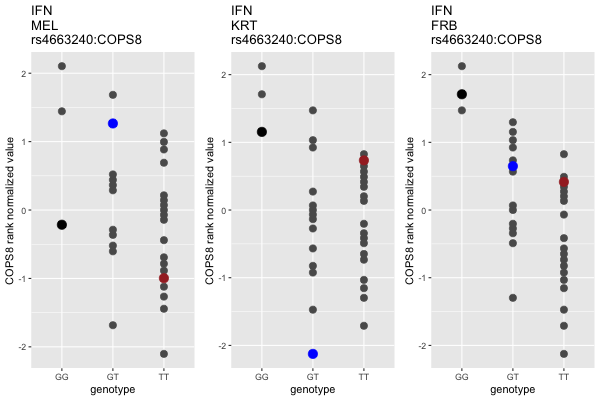 IFN
MEL
rs4663240:COPS8
COPS8 rank normalized value
2
1
0
-1
-2
GG GT TT
genotype
IFN
KRT
rs4663240:COPS8
COPS8 rank normalized value
2
1
0
-1
-2
GG GT TT
genotype
IFN
FRB
rs4663240:COPS8
COPS8 rank normalized value
2
1
0
-1
-2
GG GT TT
genotype